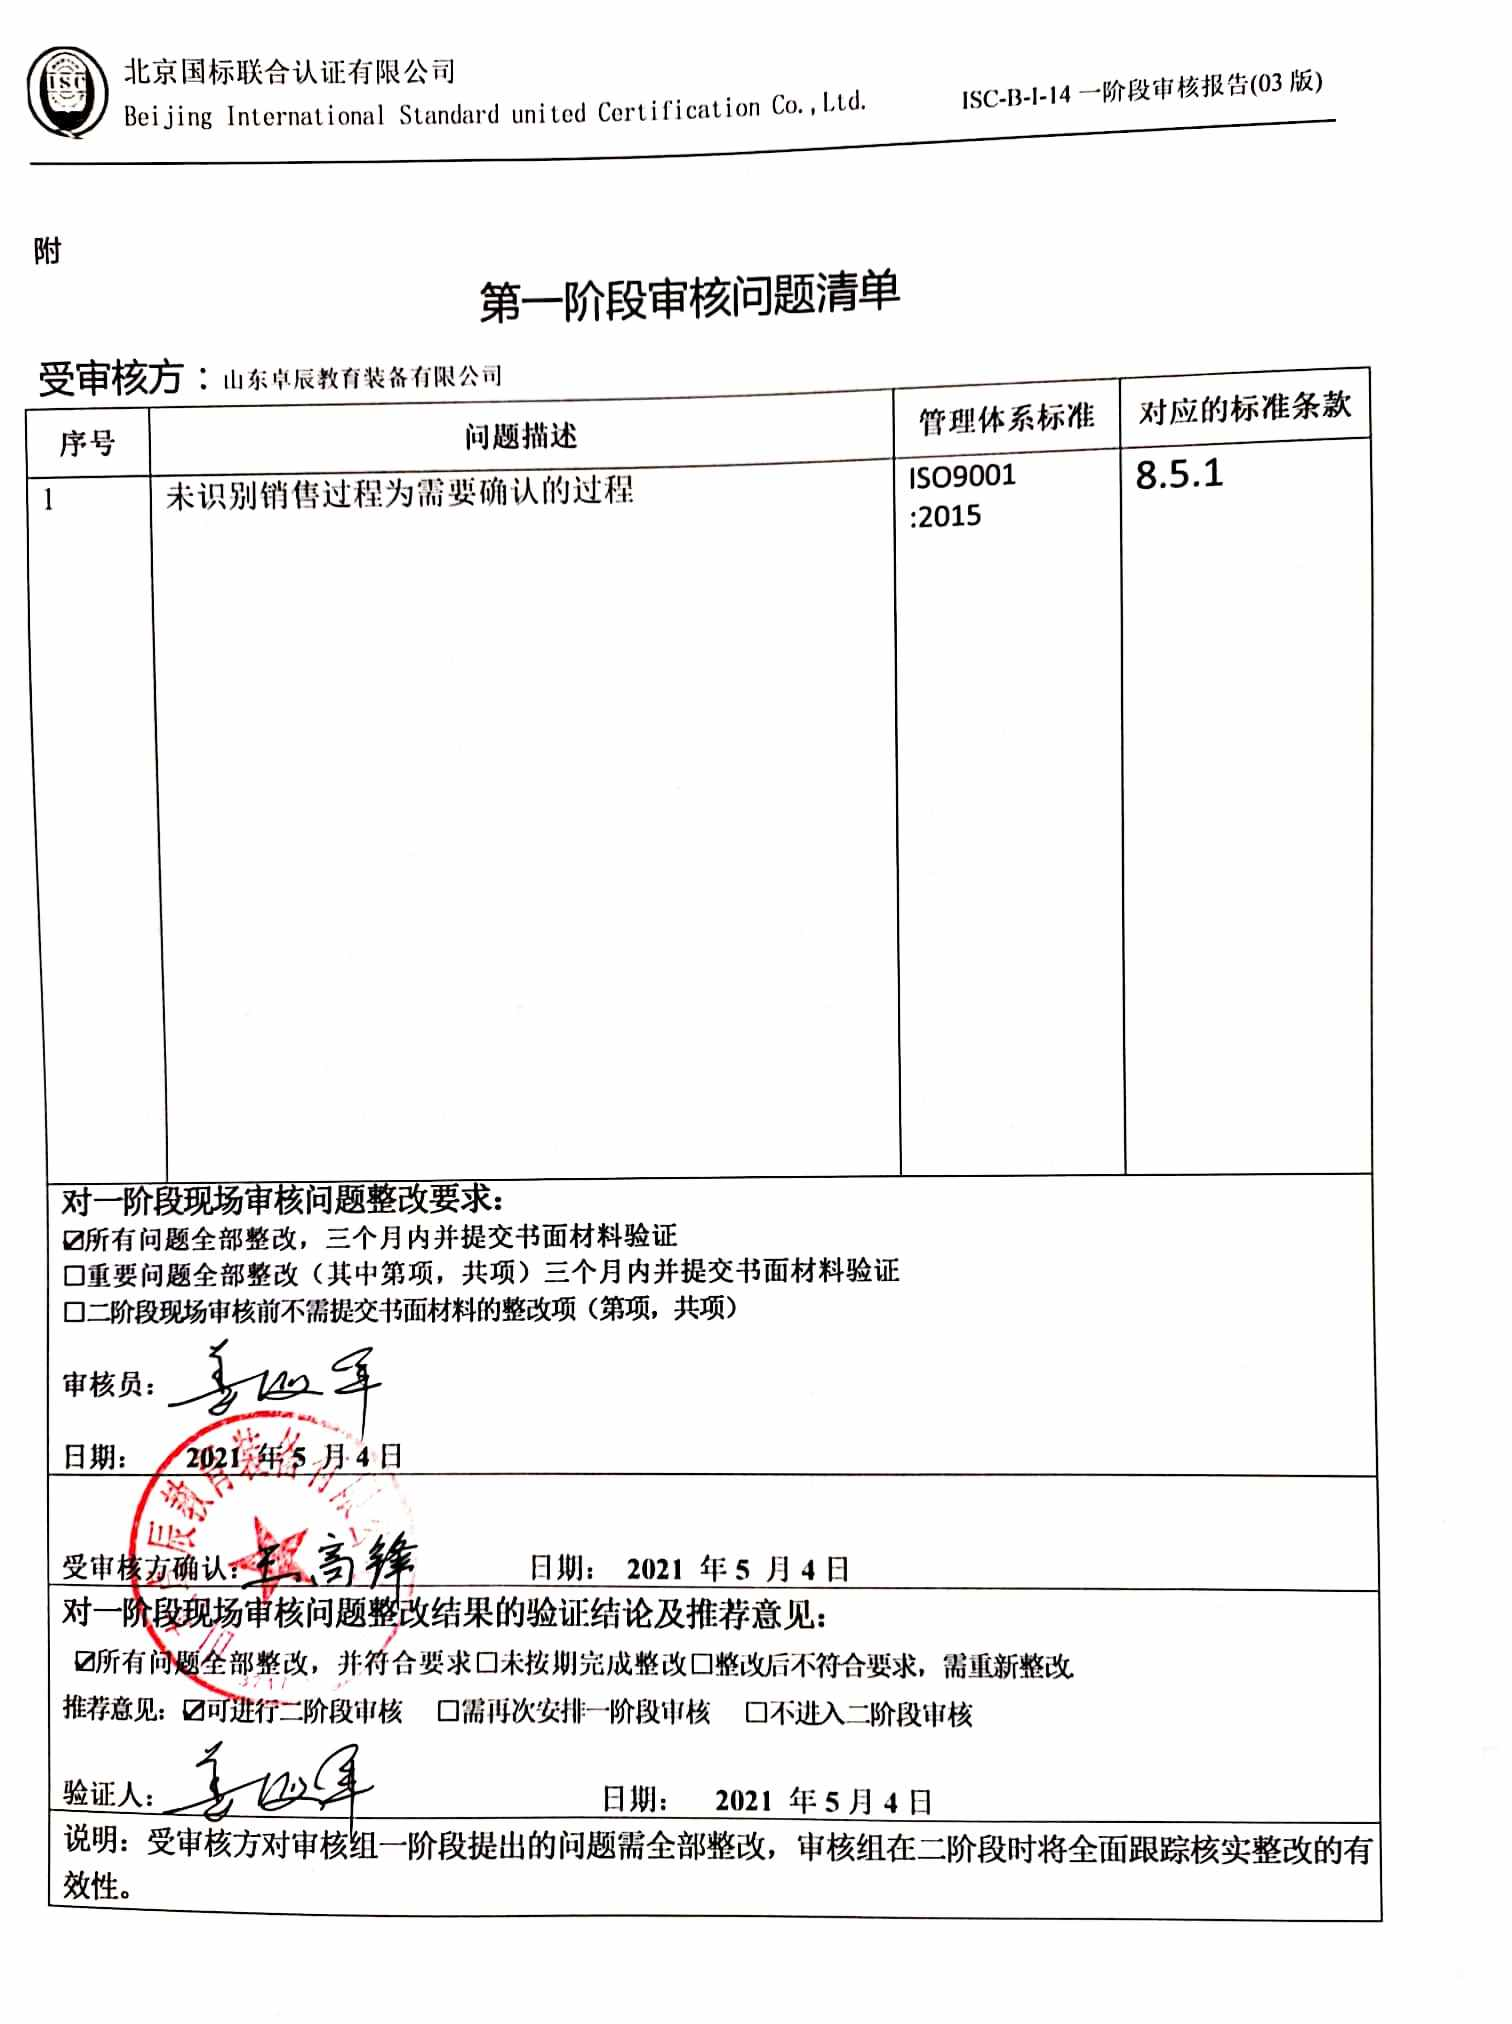 ISC
北京国标联合认证有限公司
Beijing International Standard united Certification Co.,Ltd.
ISC-B-I-14 一阶段审核报告(03 版)
附
第一阶段审核问题清单
受审核方：山东卓辰教育装备有限公司
序号 问题描述 管理体系标准 对应的标准条款
1 未识别销售过程为需要确认的过程 ISO9001 8.5.1
:2015
对一阶段现场审核问题整改要求：
☑所有问题全部整改，三个月内并提交书面材料验证
☐重要问题全部整改（其中第项，共项）三个月内并提交书面材料验证
☐二阶段现场审核前不需提交书面材料的整改项（第项，共项）
审核员：
日期： 2021 年 5 月 4 日
受审核方确认：王高锋 日期： 2021 年 5 月 4 日
对一阶段现场审核问题整改结果的验证结论及推荐意见：
☑所有问题全部整改，并符合要求☐未按期完成整改☐整改后不符合要求，需重新整改
推荐意见：☑可进行二阶段审核 ☐需再次安排一阶段审核 ☐不进入二阶段审核
验证人： 日期： 2021 年 5 月 4 日
说明：受审核方对审核组一阶段提出的问题需全部整改，审核组在二阶段时将全面跟踪核实整改的有
效性。